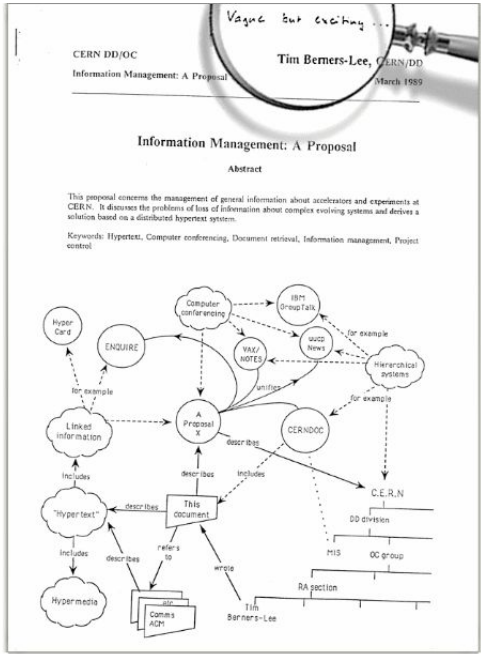 Vague but exciting ...
CERN DD/OC
Tim Berners-Lee, CERN/DD
Information Management: A Proposal
March 1989
Information Management: A Proposal
Abstract
This proposal concerns the management of general information about accelerators and experiments at
CERN. It discusses the problems of loss of information about complex evolving systems and derives a
solution based on a distributed hypertext system.
Keywords: Hypertext, Computer conferencing, Document retrieval, Information management, Project
control
Computer
conferencing
IBM
GroupTalk
Hyper
Card
ENQUIRE
VAX/
NOTES
uucp
News
for example
Hierarchical
systems
for example
unifies
for example
Linked
information
A
Proposal
X
CERNDOC
describes
includes
describes
includes
C.E.R.N
"Hypertext"
describes
This
document
DD division
includes
describes
refers
to
wrote
MIS
OC group
RA section
Hypermedia
etc
Comms
ACM
Tim
Berners-Lee